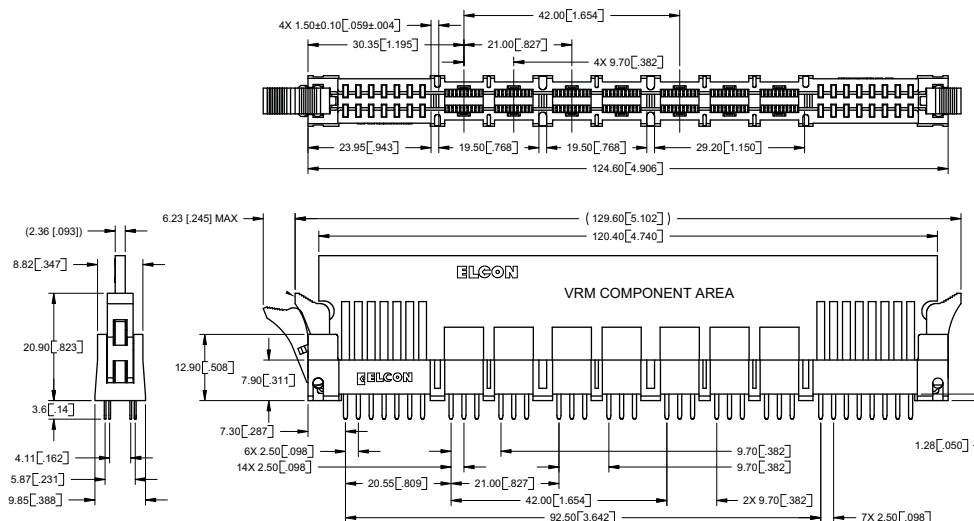 42.00[1.654]
4X 1.50±0.10[.059±.004]
30.35[1.195]
21.00[.827]
4X 9.70[.382]
23.95[.943]
19.50[.768]
19.50[.768]
29.20[1.150]
124.60[4.906]
6.23 [.245] MAX
(129.60[5.102])
(2.36 [.093])
120.40[4.740]
8.82[.347]
ELCON
VRM COMPONENT AREA
20.90[.823]
12.90[.508]
7.90[.311]
ELCON
3.6[.14]
7.30[.287]
1.28[.050]
4.11[.162]
6X 2.50[.098]
9.70[.382]
14X 2.50[.098]
9.70[.382]
5.87[.231]
20.55[.809]
21.00[.827]
9.85[.388]
42.00[1.654]
2X 9.70[.382]
92.50[3.642]
7X 2.50[.098]